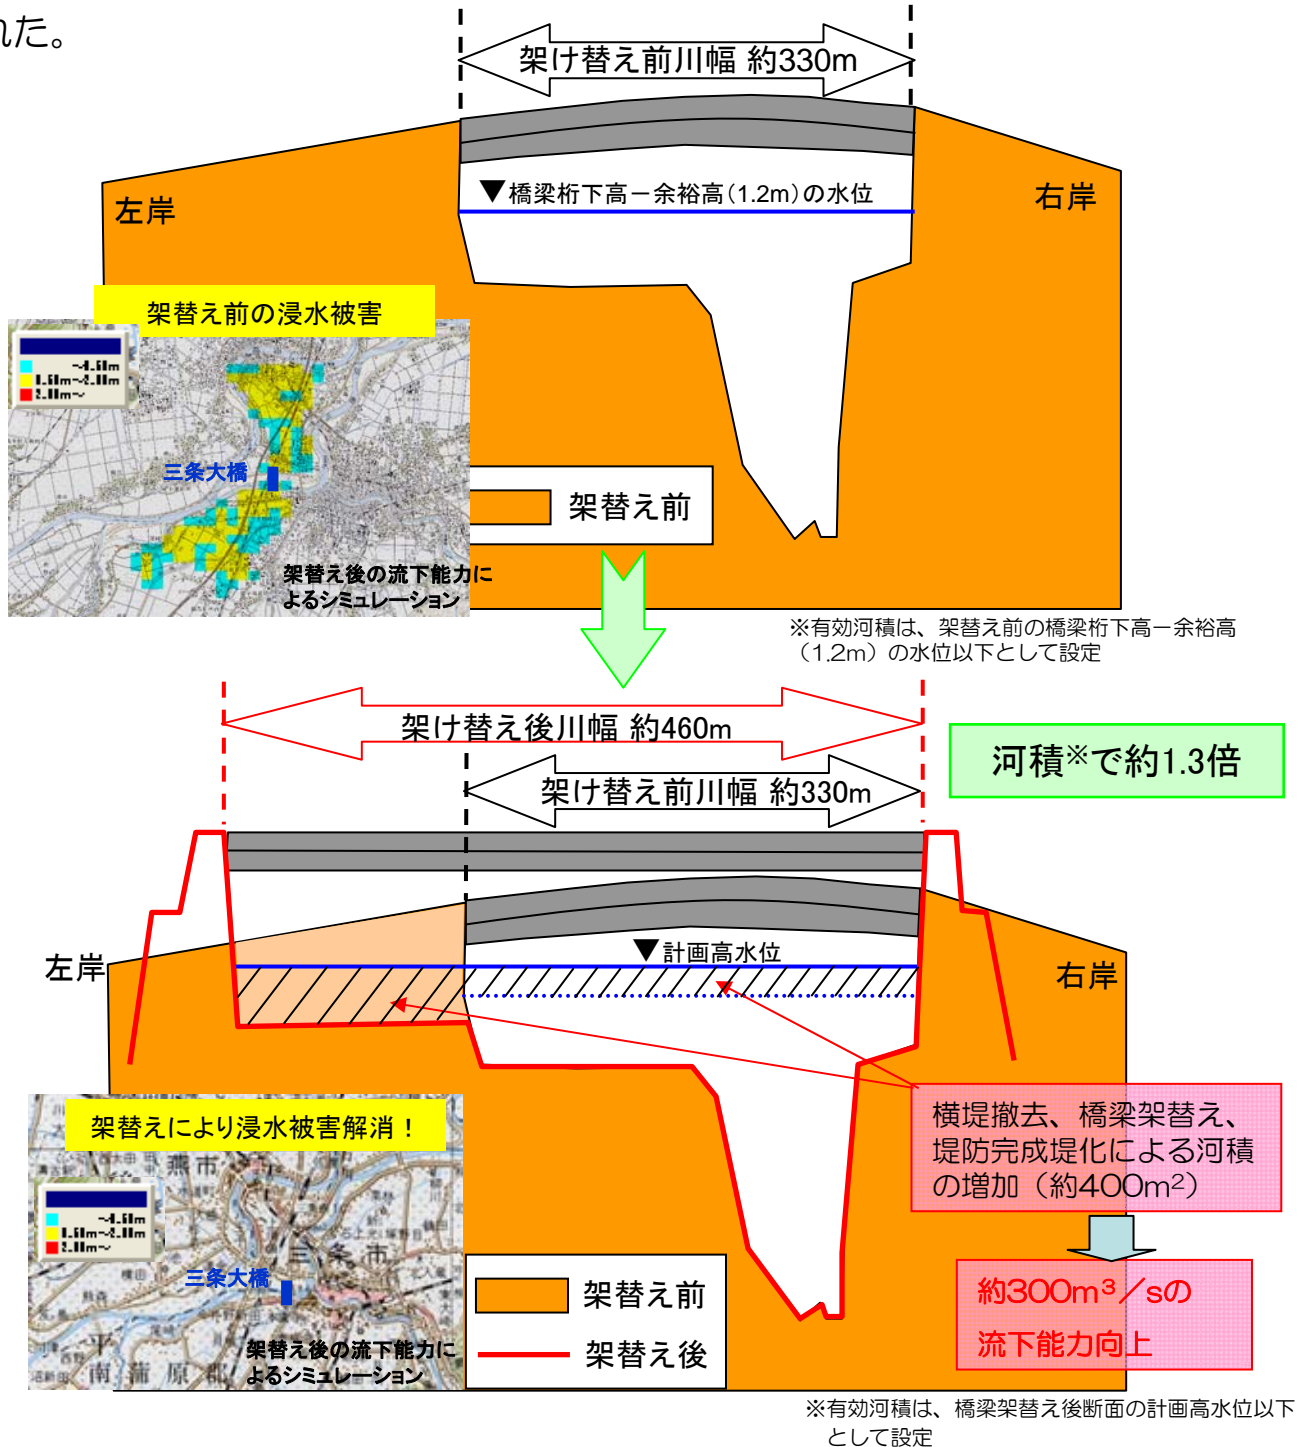 れた。
架け替え前川幅 約330m
▼橋梁桁下高－余裕高(1.2m)の水位
左岸
右岸
架替え前の浸水被害
三条大橋
架替え前
架替え後の流下能力に
よるシミュレーション
※有効河積は、架替え前の橋梁桁下高－余裕高
（1.2m）の水位以下として設定
架け替え後川幅 約460m
河積※で約1.3倍
架け替え前川幅 約330m
▼計画高水位
左岸
右岸
横堤撤去、橋梁架替え、
堤防完成堤化による河積
の増加（約400m²）
架替えにより浸水被害解消！
燕市
三条市
三条大橋
架替え前
架替え後
約300m³／sの
流下能力向上
架替え後の流下能力に
よるシミュレーション
南蒲原郡
※有効河積は、橋梁架替え後断面の計画高水位以下
として設定